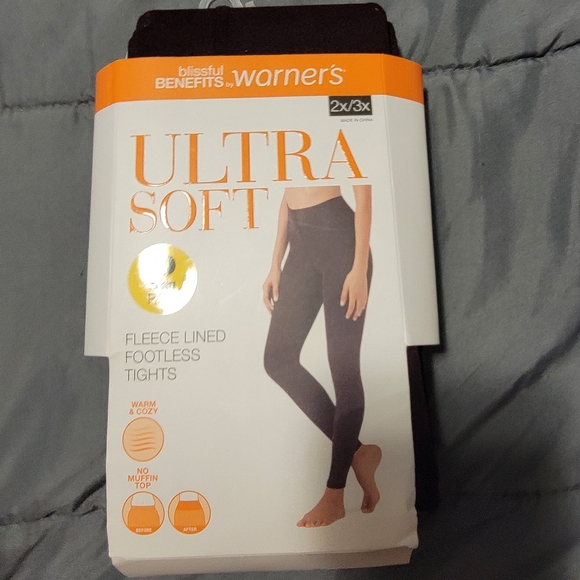 blissful
BENEFITS by warner's
2x/3x
MADE IN CHINA
ULTRA
SOFT
FLEECE LINED
FOOTLESS
TIGHTS
WARM
& COZY
NO
MUFFIN
TOP
BEFORE
AFTER